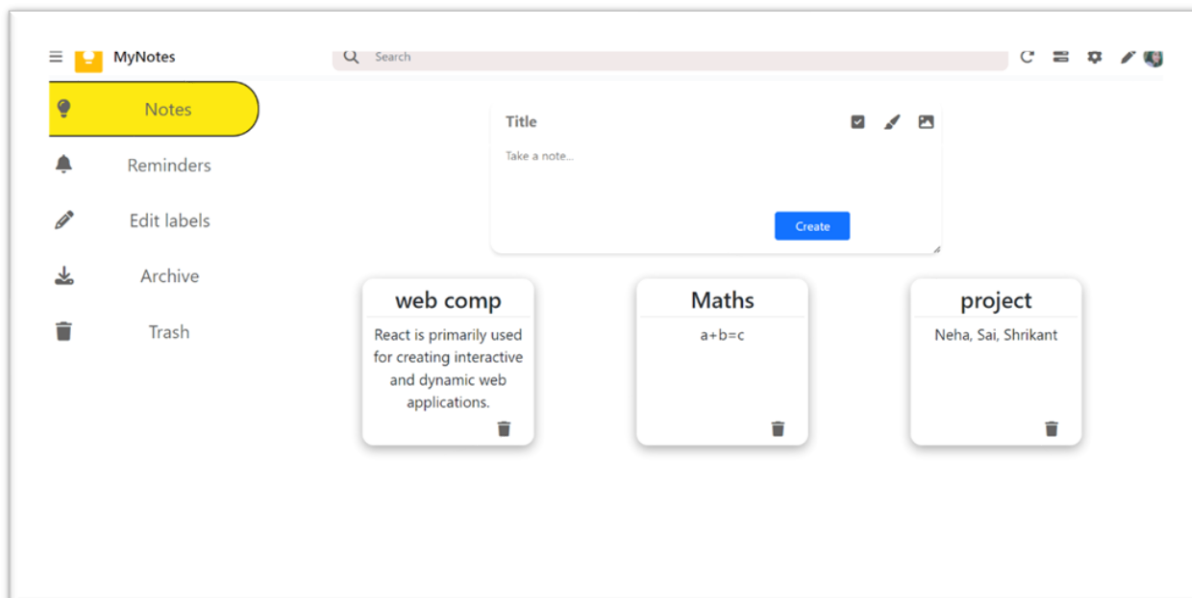 MyNotes
Search
Notes
Reminders
Edit labels
Archive
Trash
Title
Take a note...
Create
web comp
React is primarily used
for creating interactive
and dynamic web
applications.
Maths
a+b=c
project
Neha, Sai, Shrikant